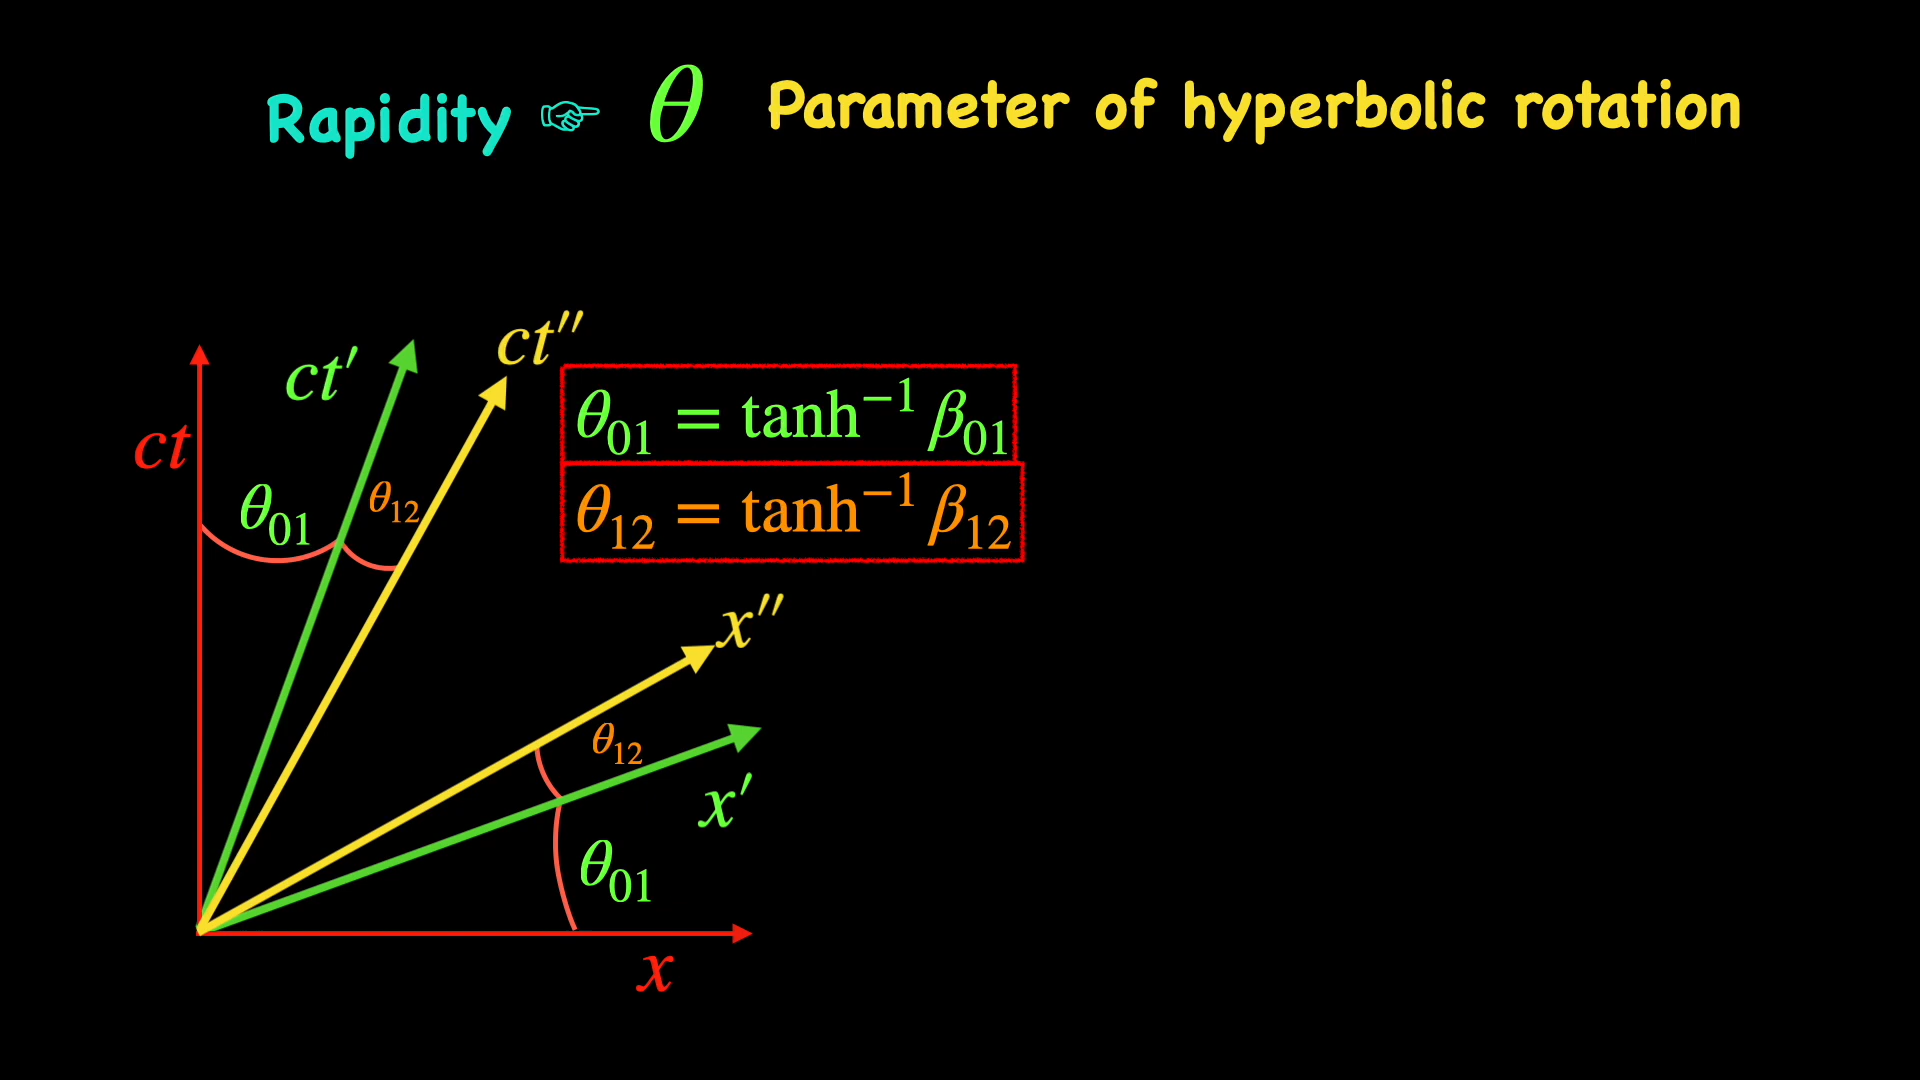 Rapidity ☞ θ Parameter of hyperbolic rotation
ct
ct′
ct″
θ₀₁
θ₁₂
θ₀₁ = tanh⁻¹ β₀₁
θ₁₂ = tanh⁻¹ β₁₂
x″
θ₁₂
x′
θ₀₁
x